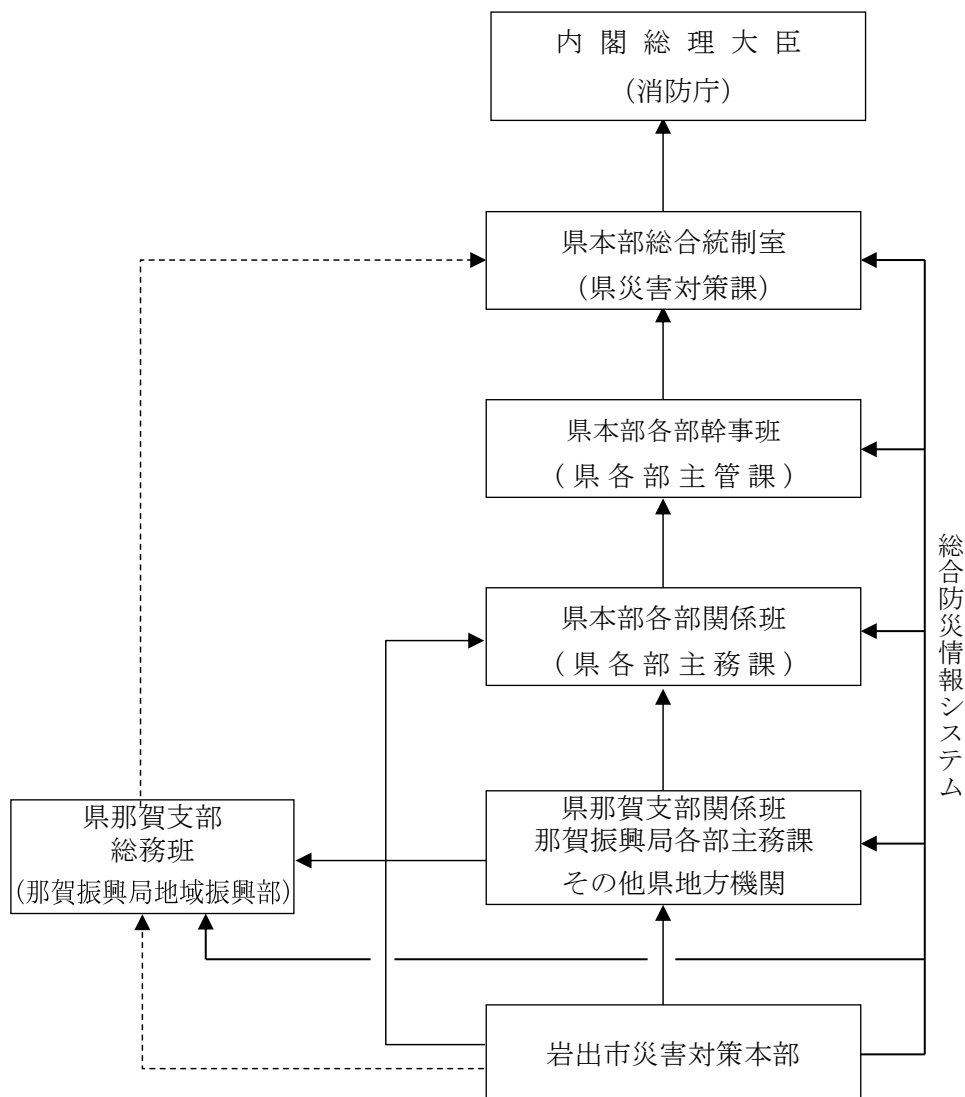 内閣総理大臣
(消防庁)
県本部総合統制室
(県災害対策課)
県本部各部幹事班
(県各部主管課)
県本部各部関係班
(県各部主務課)
総合防災情報システム
県那賀支部
総務班
(那賀振興局地域振興部)
県那賀支部関係班
那賀振興局各部主務課
その他県地方機関
岩出市災害対策本部